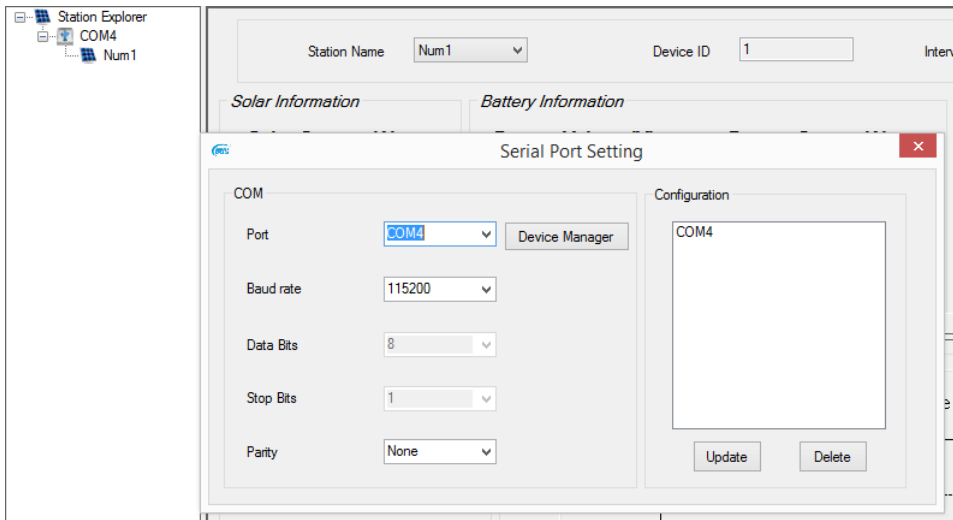 Station Explorer
COM4
Num1
Station Name Num1 Device ID 1
Solar Information Battery Information
Serial Port Setting
COM
Port COM4 Device Manager
Baud rate 115200
Data Bits 8
Stop Bits 1
Parity None
Configuration
COM4
Update Delete